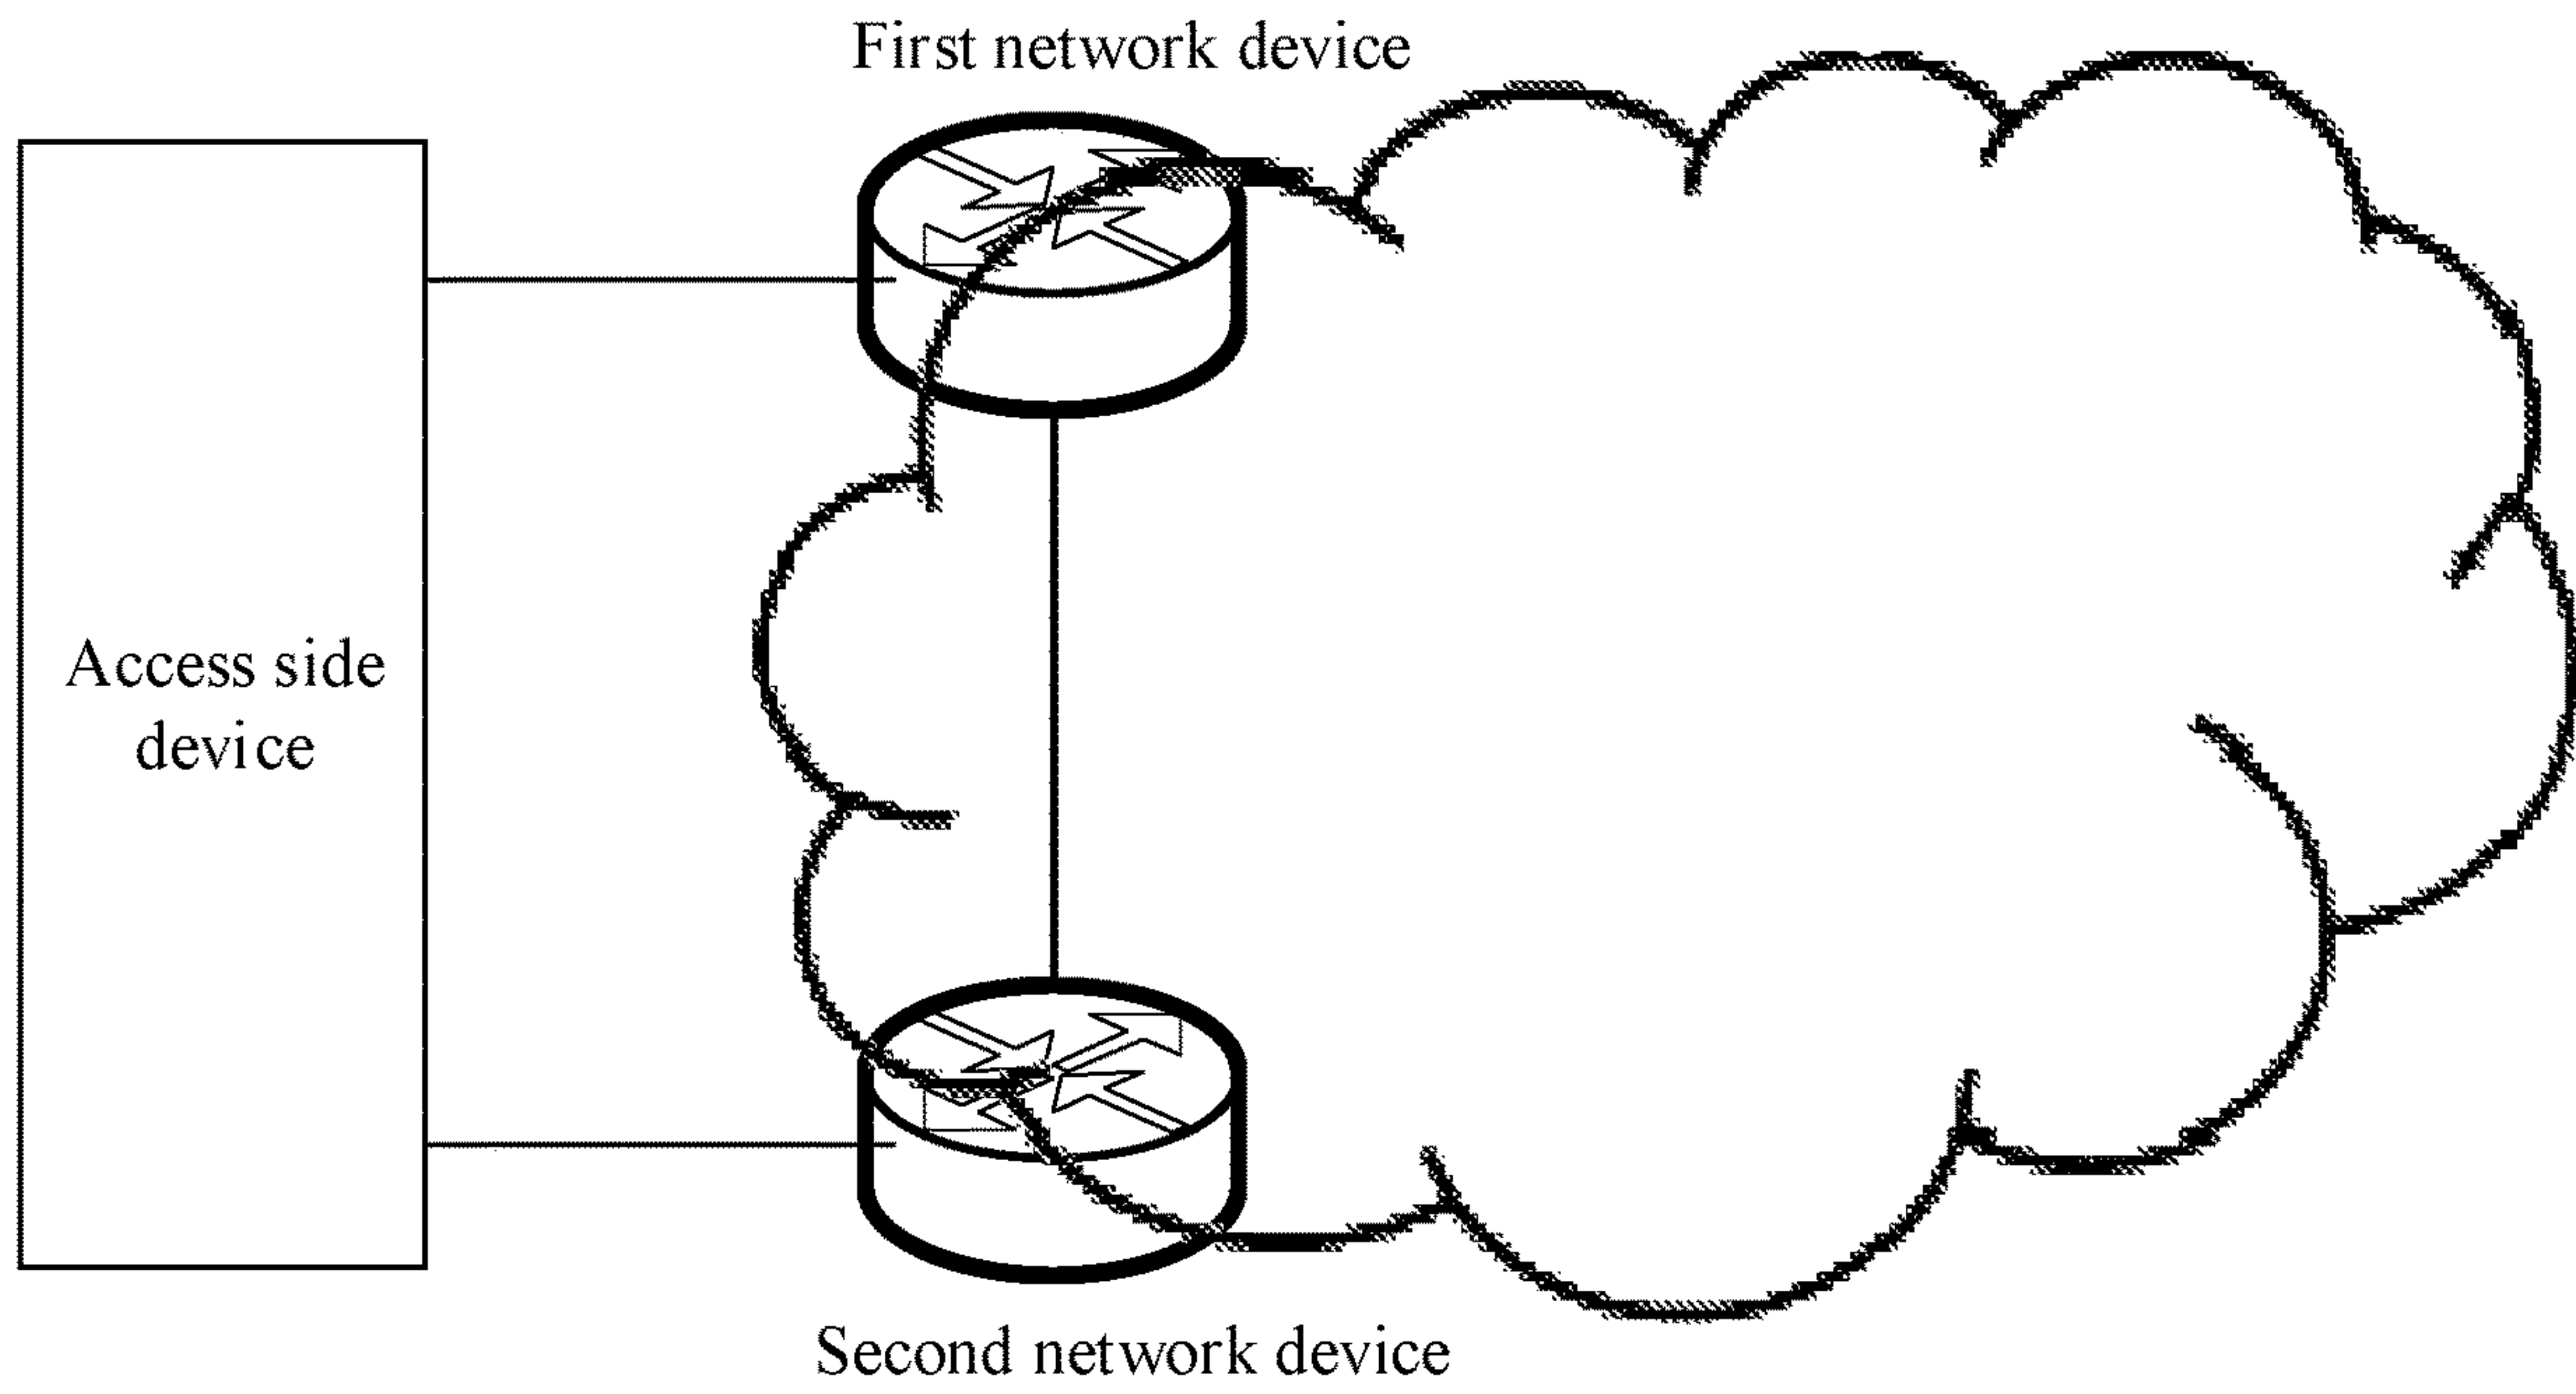 First network device
Access side
device
Second network device